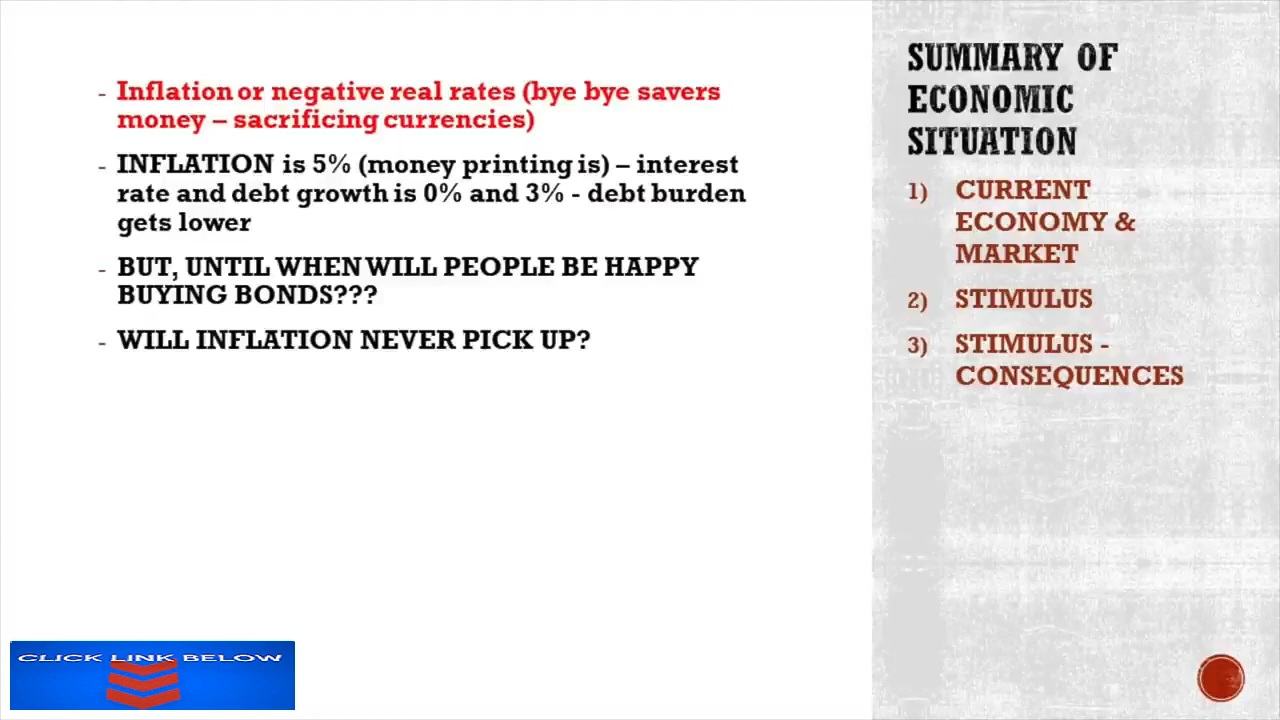 - Inflation or negative real rates (bye bye savers
money – sacrificing currencies)
- INFLATION is 5% (money printing is) – interest
rate and debt growth is 0% and 3% - debt burden
gets lower
- BUT, UNTIL WHEN WILL PEOPLE BE HAPPY
BUYING BONDS???
- WILL INFLATION NEVER PICK UP?
SUMMARY OF
ECONOMIC
SITUATION
1) CURRENT
ECONOMY &
MARKET
2) STIMULUS
3) STIMULUS -
CONSEQUENCES
CLICK LINK BELOW